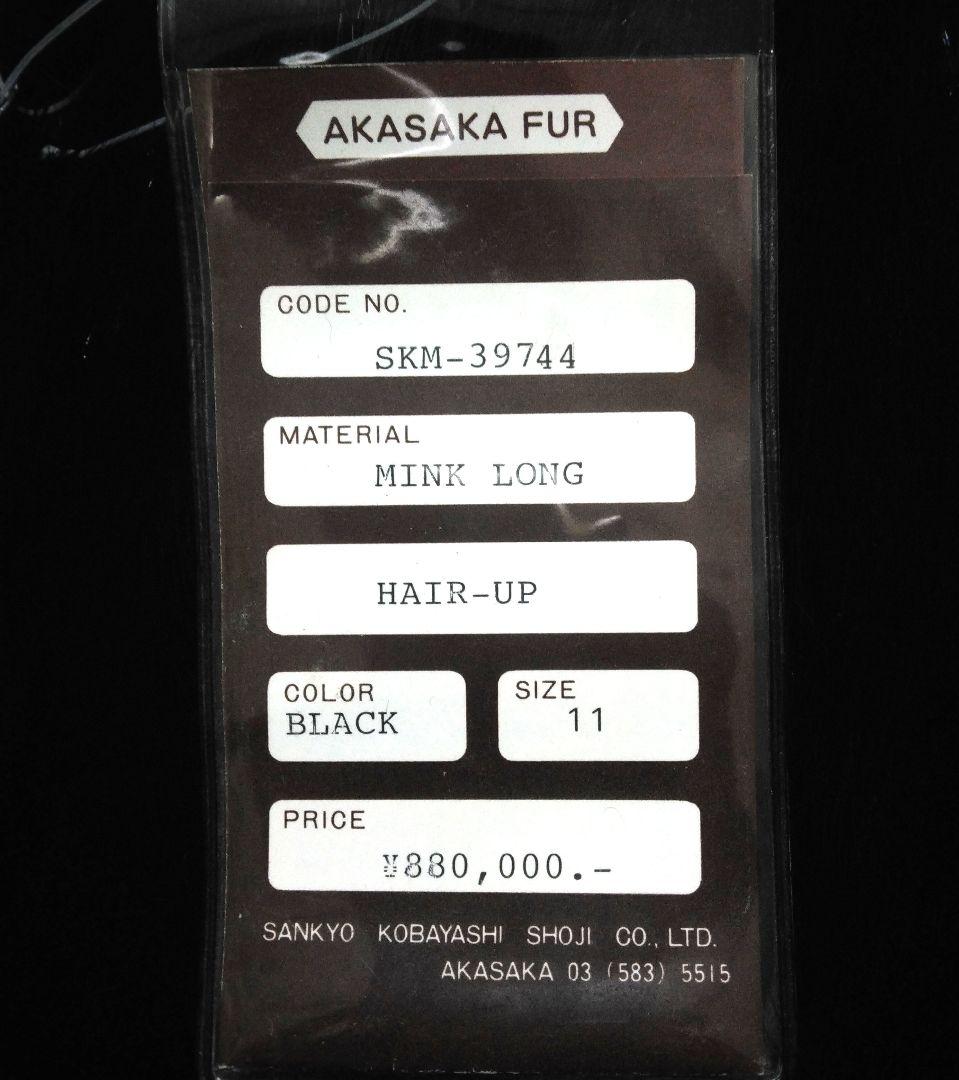 AKASAKA FUR
CODE NO.
SKM-39744
MATERIAL
MINK LONG
HAIR-UP
COLOR
BLACK
SIZE
11
PRICE
¥880,000.-
SANKYO KOBAYASHI SHOJI CO., LTD.
AKASAKA 03 (583) 5515